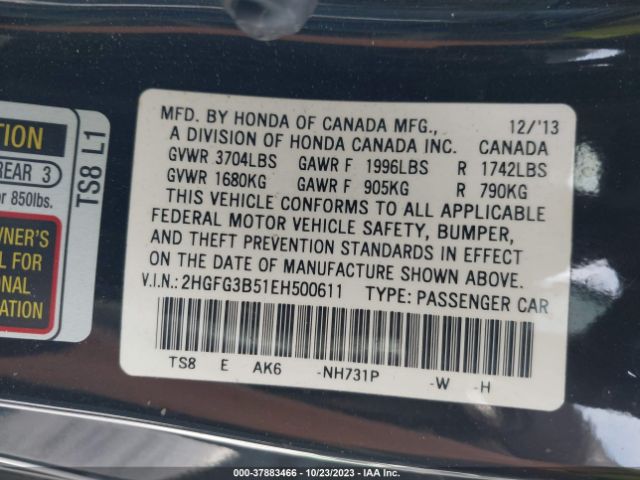 TION
REAR 3
r 850lbs.
WNER'S
L FOR
ONAL
ATION
TS8 L1
MFD. BY HONDA OF CANADA MFG., 12/'13
A DIVISION OF HONDA CANADA INC. CANADA
GVWR 3704LBS GAWR F 1996LBS R 1742LBS
GVWR 1680KG GAWR F 905KG R 790KG
THIS VEHICLE CONFORMS TO ALL APPLICABLE
FEDERAL MOTOR VEHICLE SAFETY, BUMPER,
AND THEFT PREVENTION STANDARDS IN EFFECT
ON THE DATE OF MANUFACTURE SHOWN ABOVE.
V.I.N.: 2HGFG3B51EH500611 TYPE: PASSENGER CAR
TS8 E AK6 -NH731P -W -H
000-37883466 - 10/23/2023 - IAA Inc.